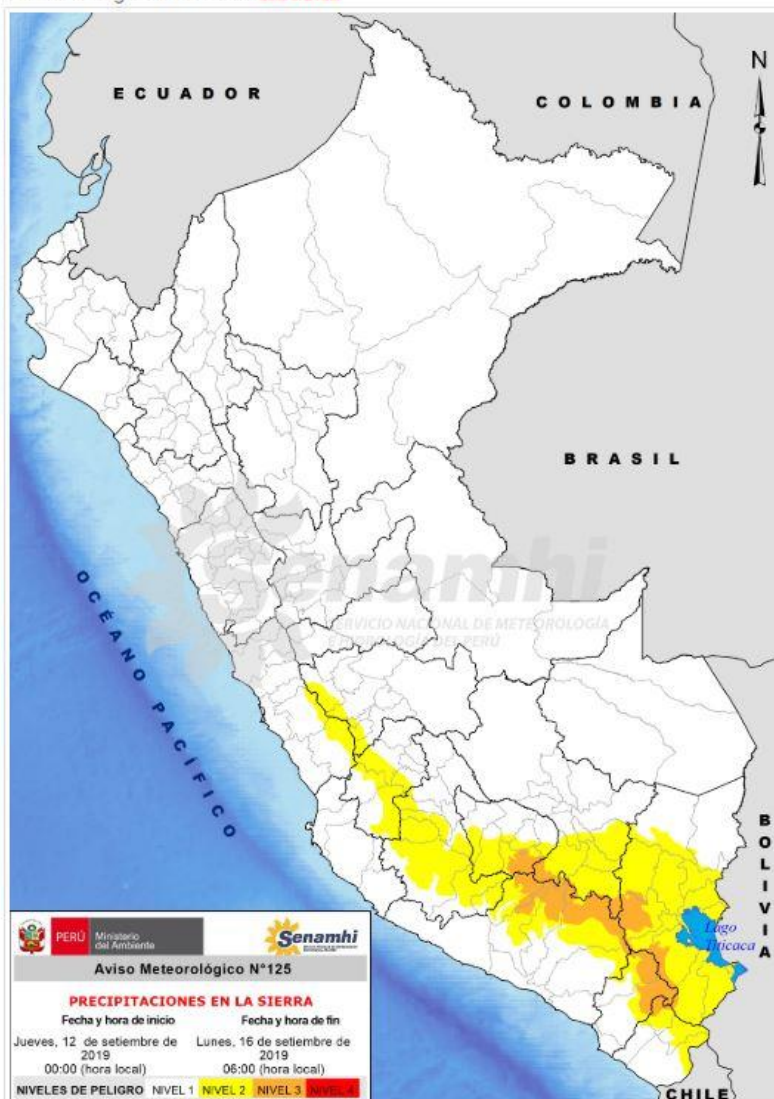 ECUADOR
COLOMBIA
N
BRASIL
Senamhi
SERVICIO NACIONAL DE METEOROLOGÍA
E HIDROLOGÍA DEL PERÚ
OCÉANO PACÍFICO
BOLIVIA
Lago
Titicaca
CHILE
PERÚ
Ministerio
del Ambiente
Senamhi
Aviso Meteorológico N°125
PRECIPITACIONES EN LA SIERRA
Fecha y hora de inicio
Jueves, 12 de setiembre de
2019
00:00 (hora local)
Fecha y hora de fin
Lunes, 16 de setiembre de
2019
06:00 (hora local)
NIVELES DE PELIGRO NIVEL 1 NIVEL 2 NIVEL 3 NIVEL 4